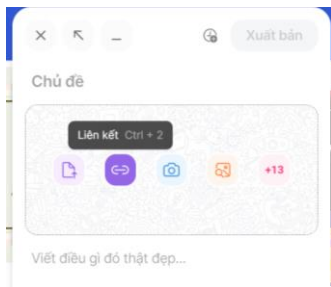 Xuất bản
Chủ đề
Liên kết Ctrl + 2
+13
Viết điều gì đó thật đẹp...